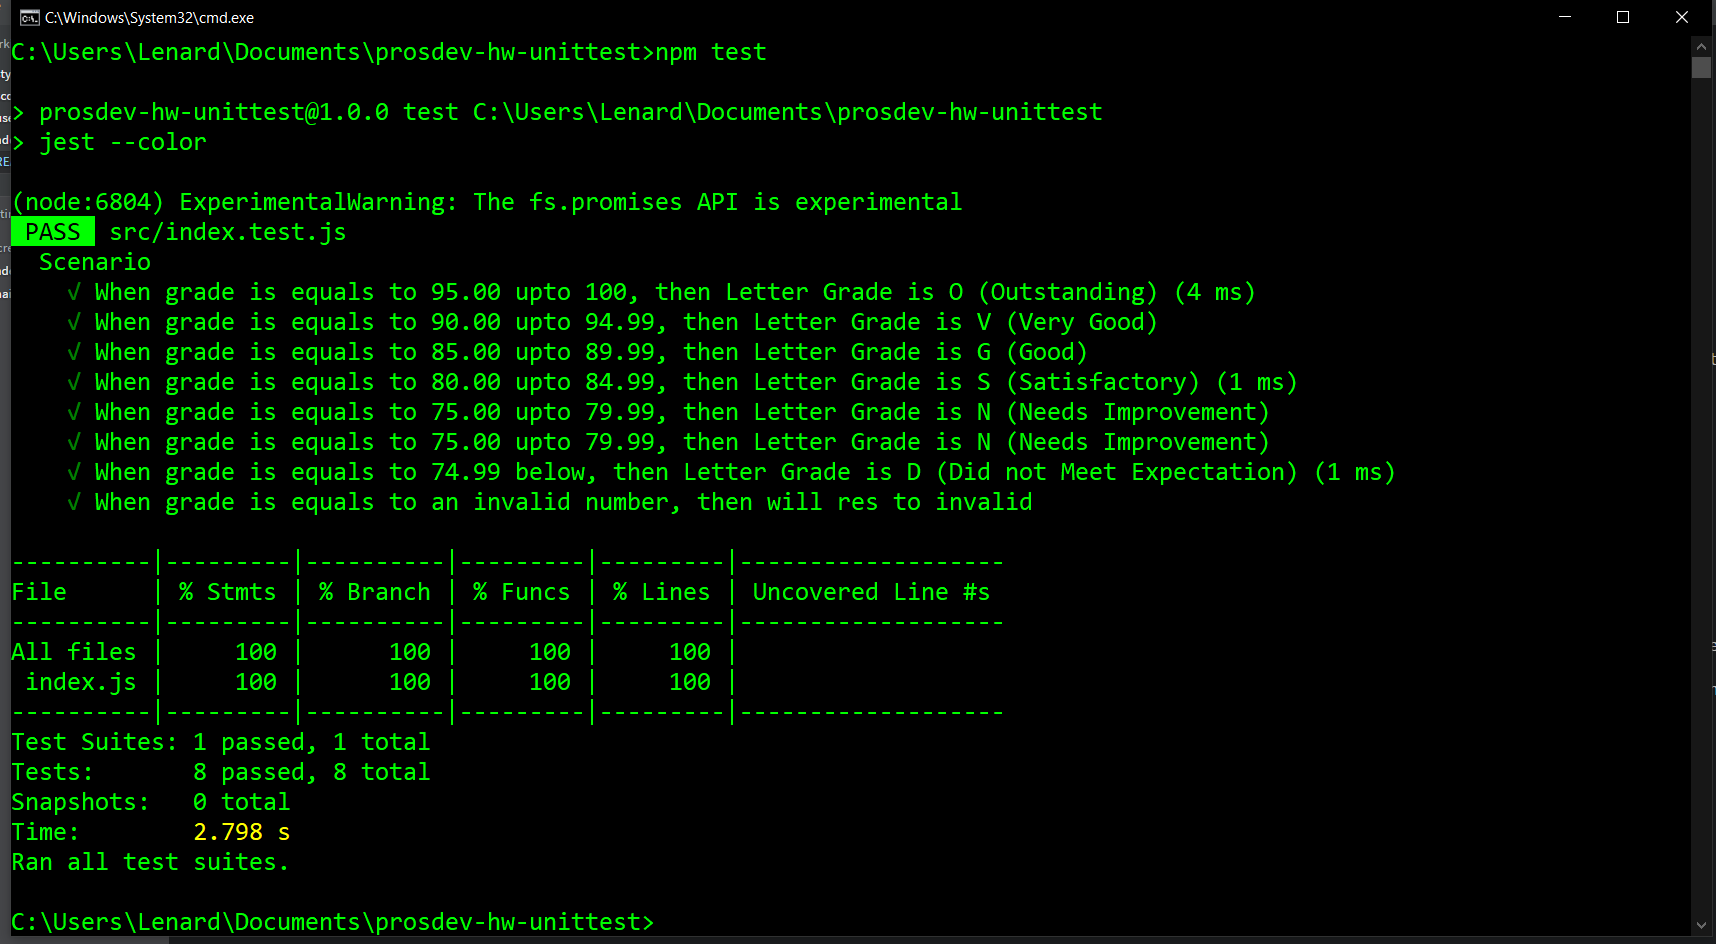 C:\Windows\System32\cmd.exe
C:\Users\Lenard\Documents\prosdev-hw-unittest>npm test
> prosdev-hw-unittest@1.0.0 test C:\Users\Lenard\Documents\prosdev-hw-unittest
> jest --color
(node:6804) ExperimentalWarning: The fs.promises API is experimental
PASS src/index.test.js
Scenario
√ When grade is equals to 95.00 upto 100, then Letter Grade is O (Outstanding) (4 ms)
√ When grade is equals to 90.00 upto 94.99, then Letter Grade is V (Very Good)
√ When grade is equals to 85.00 upto 89.99, then Letter Grade is G (Good)
√ When grade is equals to 80.00 upto 84.99, then Letter Grade is S (Satisfactory) (1 ms)
√ When grade is equals to 75.00 upto 79.99, then Letter Grade is N (Needs Improvement)
√ When grade is equals to 75.00 upto 79.99, then Letter Grade is N (Needs Improvement)
√ When grade is equals to 74.99 below, then Letter Grade is D (Did not Meet Expectation) (1 ms)
√ When grade is equals to an invalid number, then will res to invalid
----------|---------|----------|---------|---------|-------------------
File      | % Stmts | % Branch | % Funcs | % Lines | Uncovered Line #s
----------|---------|----------|---------|---------|-------------------
All files |     100 |      100 |     100 |     100 |
 index.js |     100 |      100 |     100 |     100 |
----------|---------|----------|---------|---------|-------------------
Test Suites: 1 passed, 1 total
Tests:       8 passed, 8 total
Snapshots:   0 total
Time:        2.798 s
Ran all test suites.
C:\Users\Lenard\Documents\prosdev-hw-unittest>